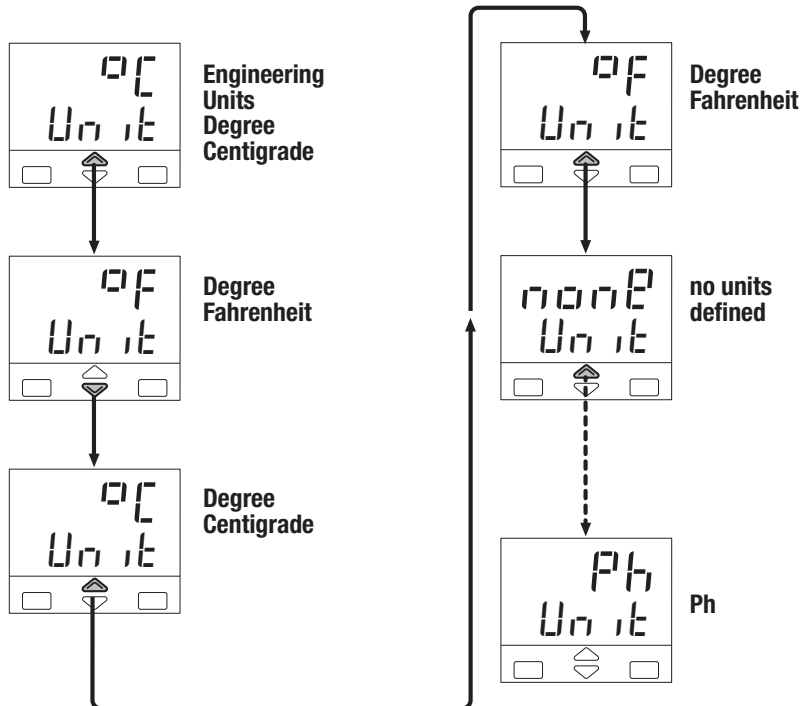 °C
Unit
Engineering
Units
Degree
Centigrade
°F
Unit
Degree
Fahrenheit
°C
Unit
Degree
Centigrade
°F
Unit
Degree
Fahrenheit
nonE
Unit
no units
defined
Ph
Unit
Ph